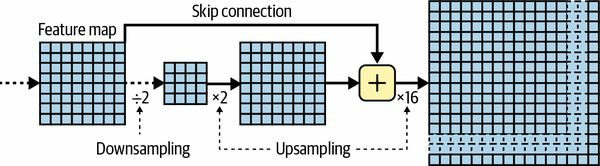 Skip connection
Feature map
+
÷2
×2
×16
Downsampling
Upsampling